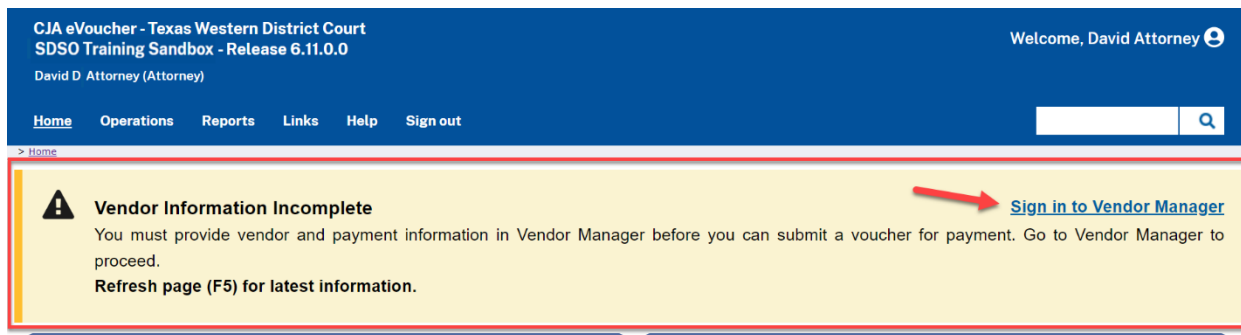 CJA eVoucher - Texas Western District Court
SDSO Training Sandbox - Release 6.11.0.0
Welcome, David Attorney
David D Attorney (Attorney)
Home Operations Reports Links Help Sign out
> Home
Vendor Information Incomplete
Sign in to Vendor Manager
You must provide vendor and payment information in Vendor Manager before you can submit a voucher for payment. Go to Vendor Manager to
proceed.
Refresh page (F5) for latest information.